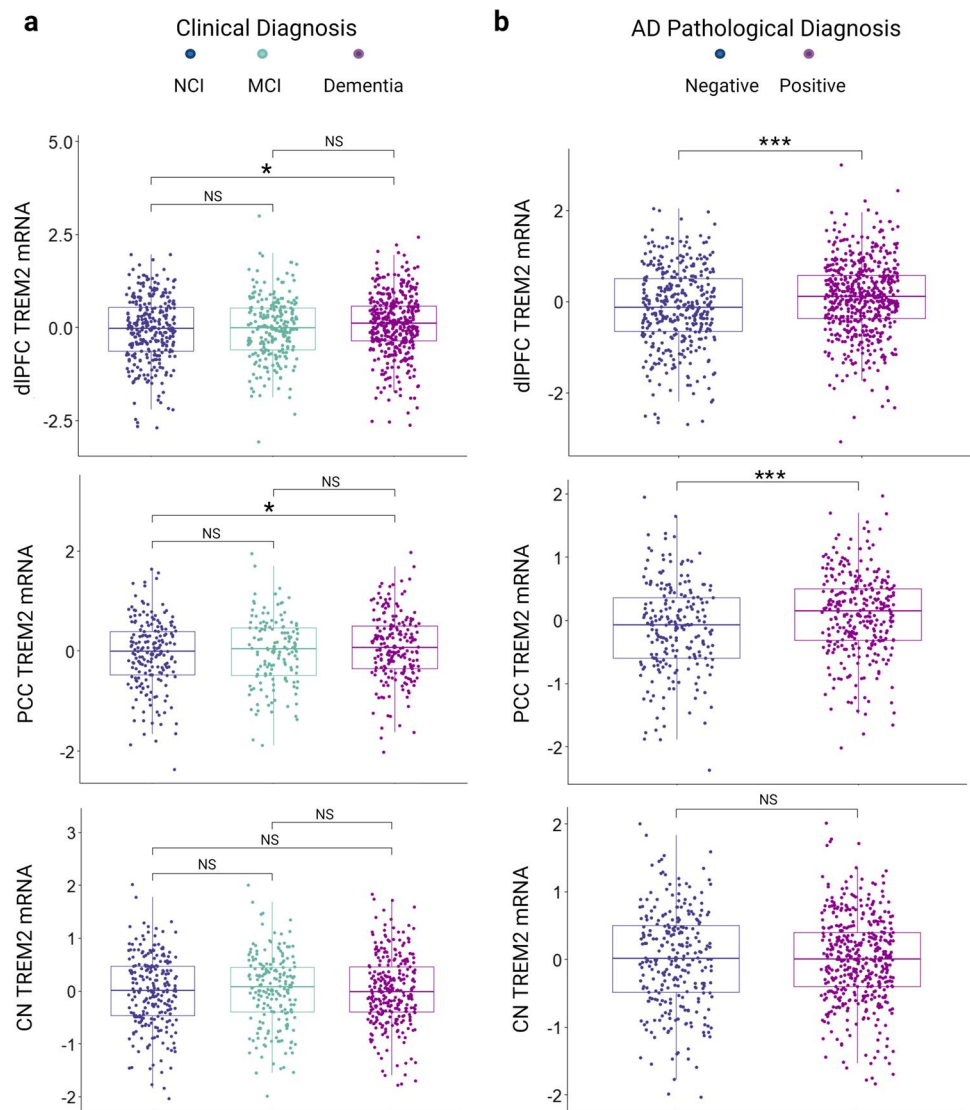 a
Clinical Diagnosis
NCI MCI Dementia
5.0
2.5
0.0
-2.5
dlPFC TREM2 mRNA
NS
*
NS
2
0
-2
PCC TREM2 mRNA
NS
*
NS
3
2
1
0
-1
-2
CN TREM2 mRNA
NS
NS
NS
b
AD Pathological Diagnosis
Negative Positive
2
0
-2
dlPFC TREM2 mRNA
***
2
1
0
-1
-2
PCC TREM2 mRNA
***
2
1
0
-1
-2
CN TREM2 mRNA
NS